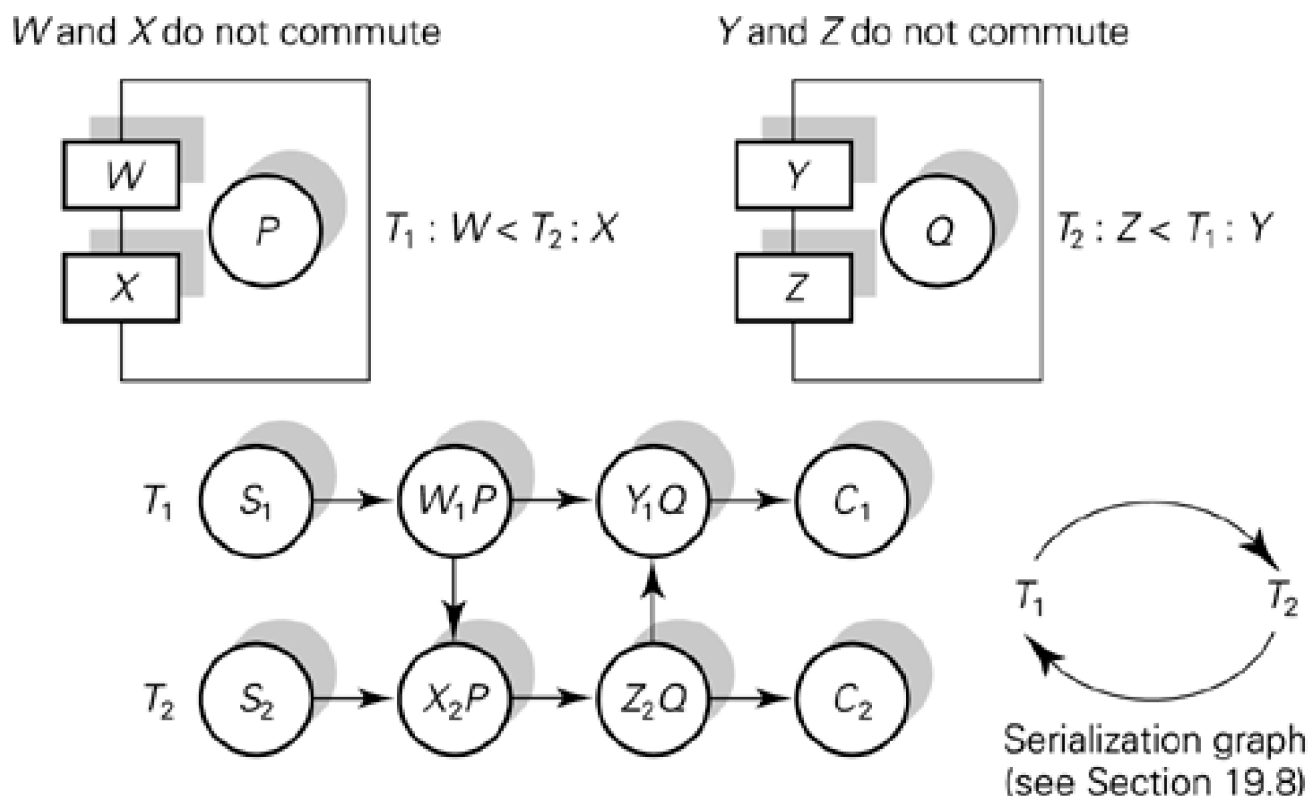 W and X do not commute
Y and Z do not commute
W
X
P
T₁ : W < T₂ : X
Y
Z
Q
T₂ : Z < T₁ : Y
T₁ S₁ W₁P Y₁Q C₁
T₂ S₂ X₂P Z₂Q C₂
T₁ T₂
Serialization graph
(see Section 19.8)